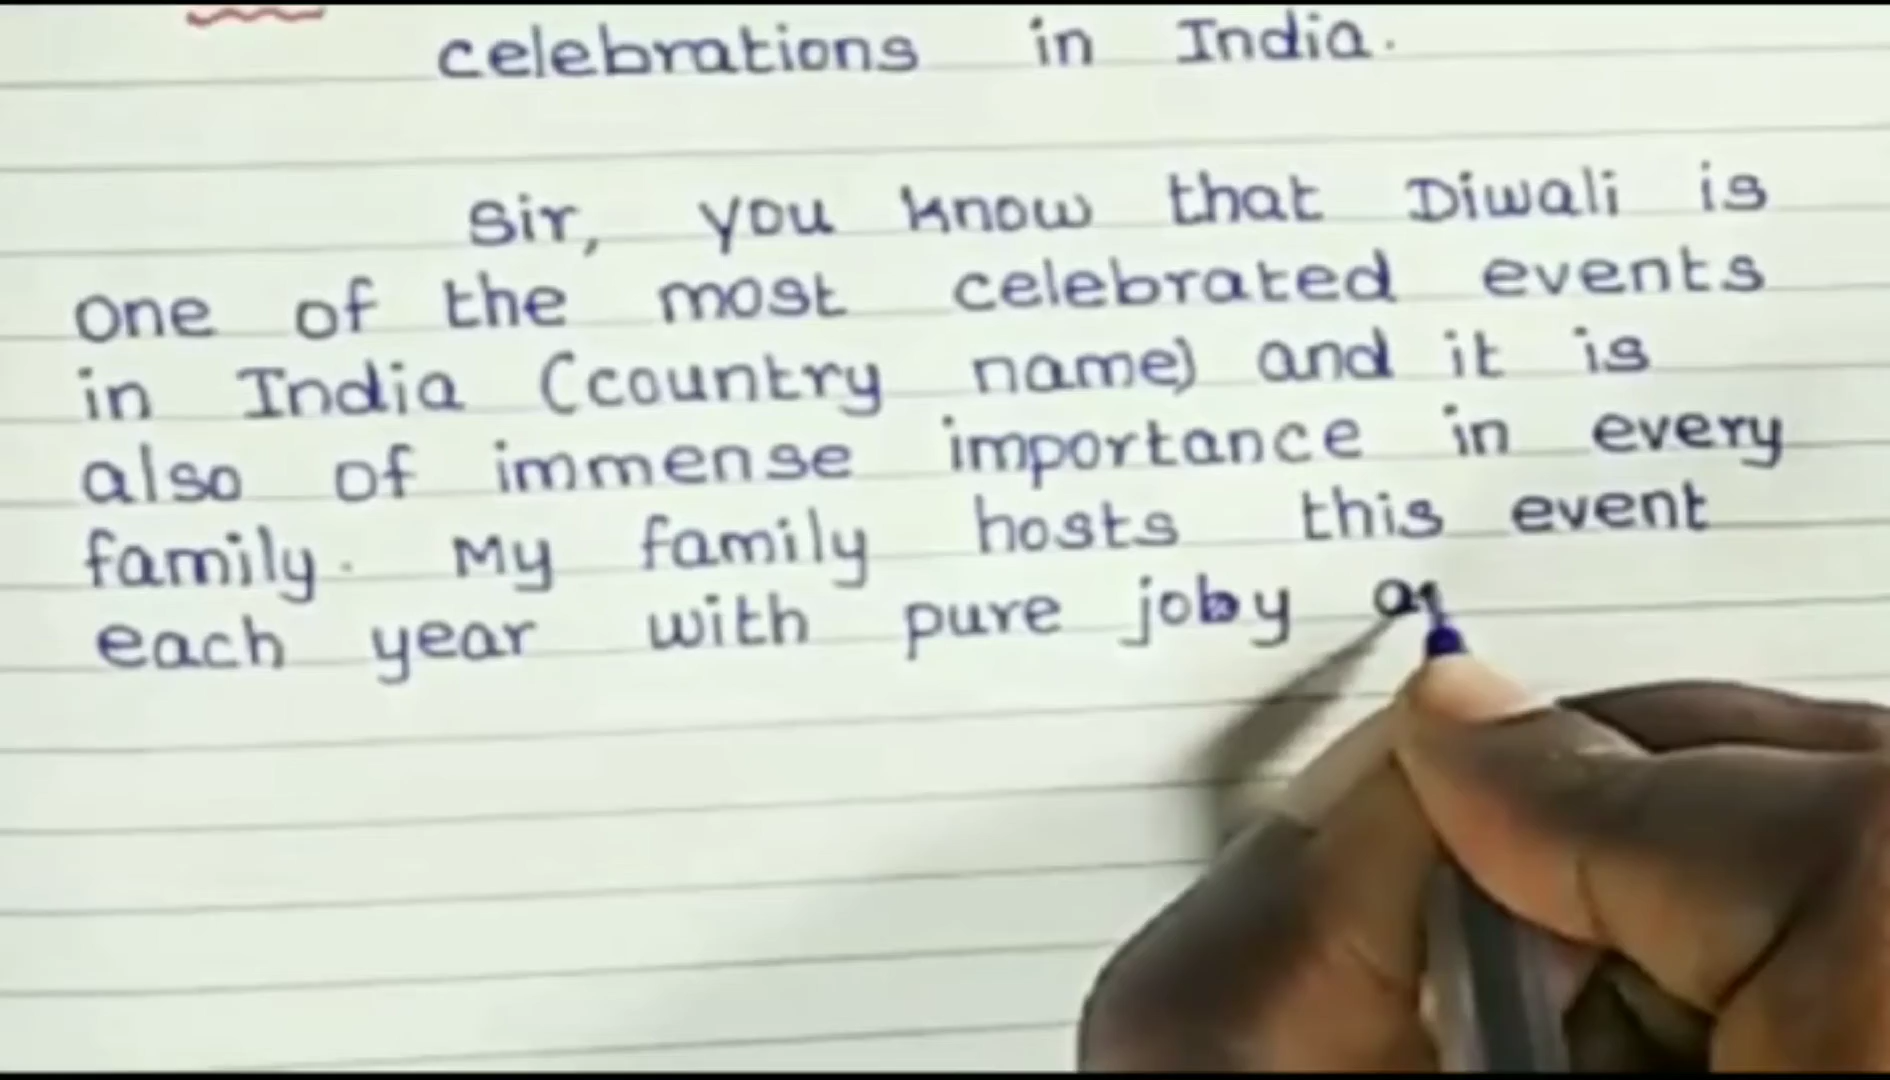 celebrations in India.
Sir, you know that Diwali is
one of the most celebrated events
in India (country name) and it is
also of immense importance in every
family. My family hosts this event
each year with pure joby